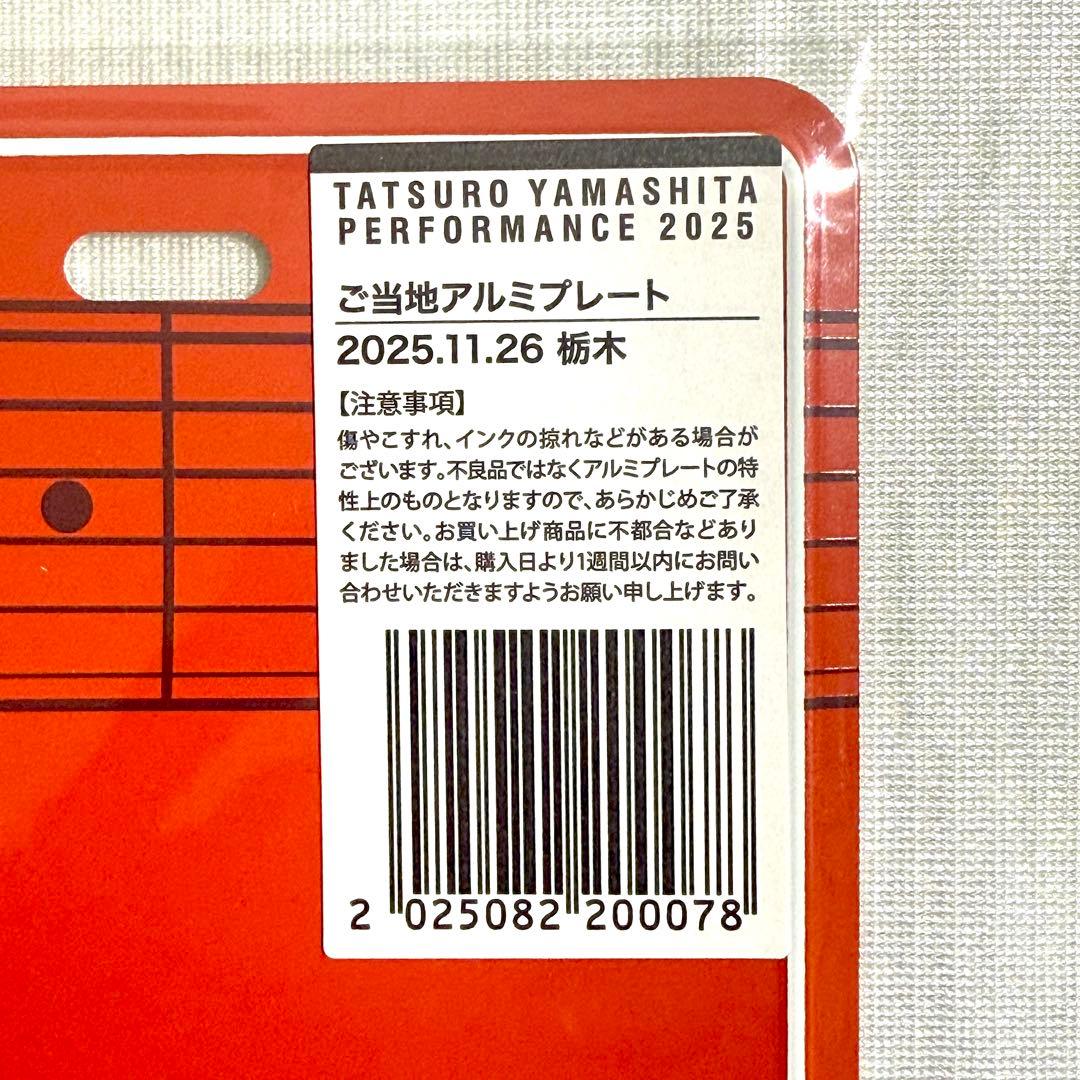 TATSURO YAMASHITA
PERFORMANCE 2025
ご当地アルミプレート
2025.11.26 栃木
【注意事項】
傷やこすれ、インクの掠れなどがある場合が
ございます。不良品ではなくアルミプレートの特
性上のものとなりますので、あらかじめご了承
ください。お買い上げ商品に不都合などあり
ました場合は、購入日より1週間以内にお問い
合わせいただきますようお願い申し上げます。
2 025082 200078